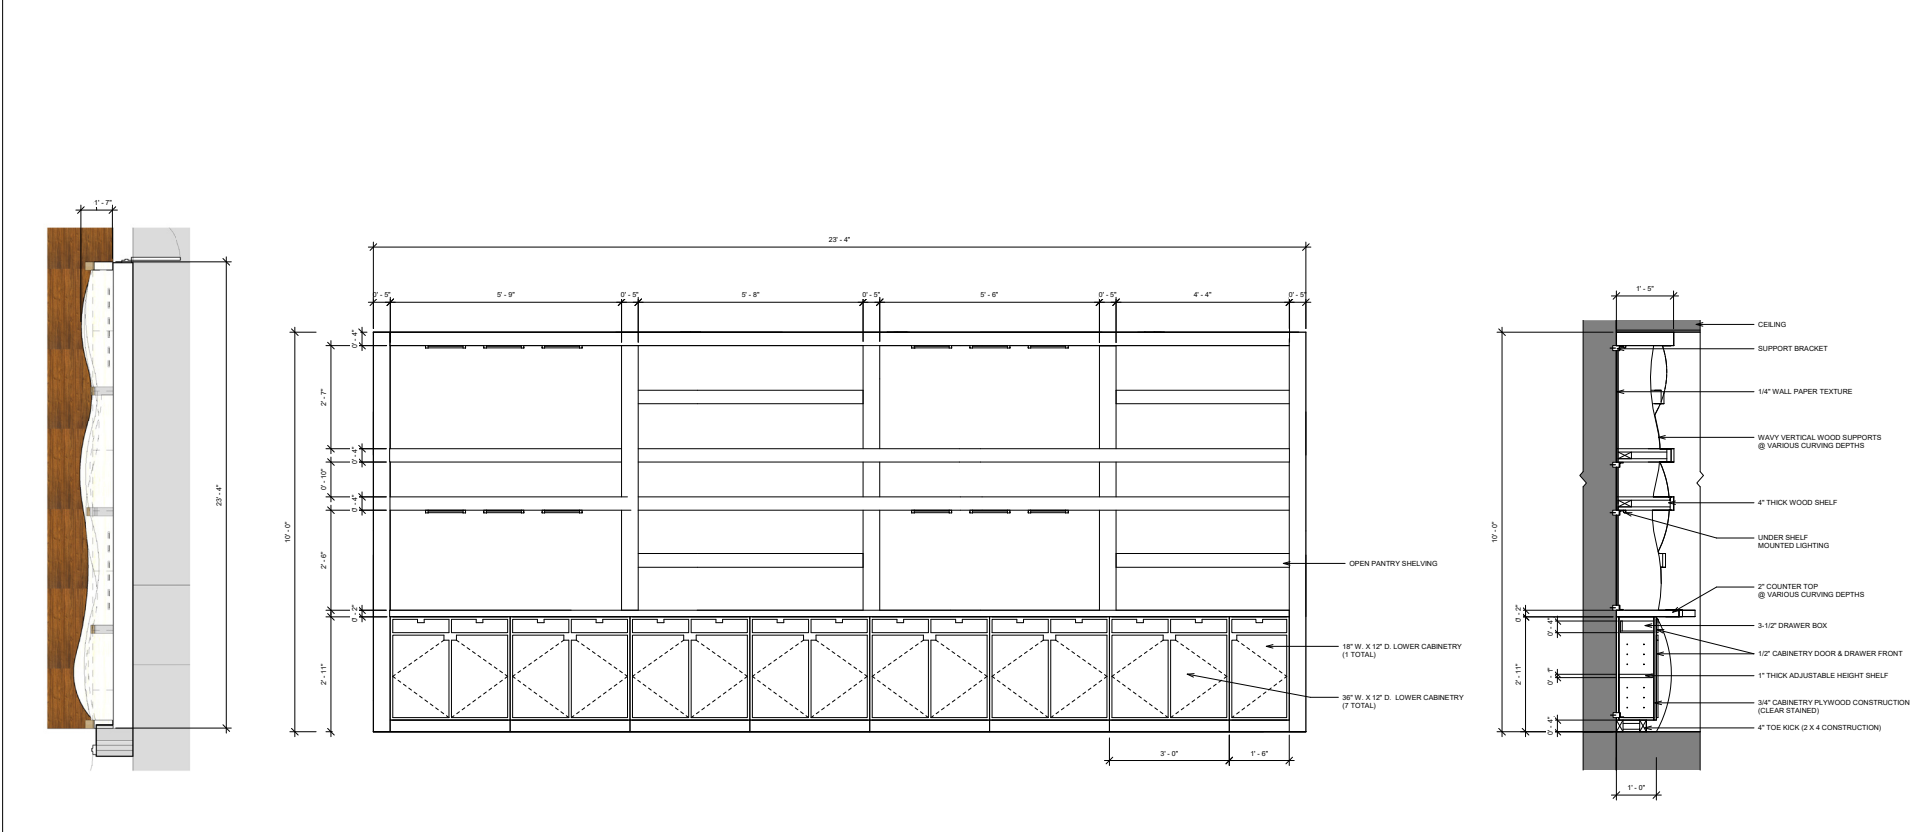 1' - 7"
23' - 4"
23' - 4"
0' - 5"
5' - 9"
0' - 5"
5' - 8"
0' - 5"
5' - 6"
0' - 5"
4' - 4"
0' - 5"
10' - 0"
0' - 4"
2' - 7"
0' - 4"
0' - 10"
0' - 4"
2' - 6"
0' - 2"
2' - 11"
OPEN PANTRY SHELVING
18" W. X 12" D. LOWER CABINETRY
(1 TOTAL)
36" W. X 12" D. LOWER CABINETRY
(7 TOTAL)
3' - 0"
1' - 6"
1' - 5"
10' - 0"
0' - 2"
0' - 4"
2' - 11"
0' - 1"
0' - 4"
1' - 0"
CEILING
SUPPORT BRACKET
1/4" WALL PAPER TEXTURE
WAVY VERTICAL WOOD SUPPORTS
@ VARIOUS CURVING DEPTHS
4" THICK WOOD SHELF
UNDER SHELF
MOUNTED LIGHTING
2" COUNTER TOP
@ VARIOUS CURVING DEPTHS
3-1/2" DRAWER BOX
1/2" CABINETRY DOOR & DRAWER FRONT
1" THICK ADJUSTABLE HEIGHT SHELF
3/4" CABINETRY PLYWOOD CONSTRUCTION
(CLEAR STAINED)
4" TOE KICK (2 X 4 CONSTRUCTION)